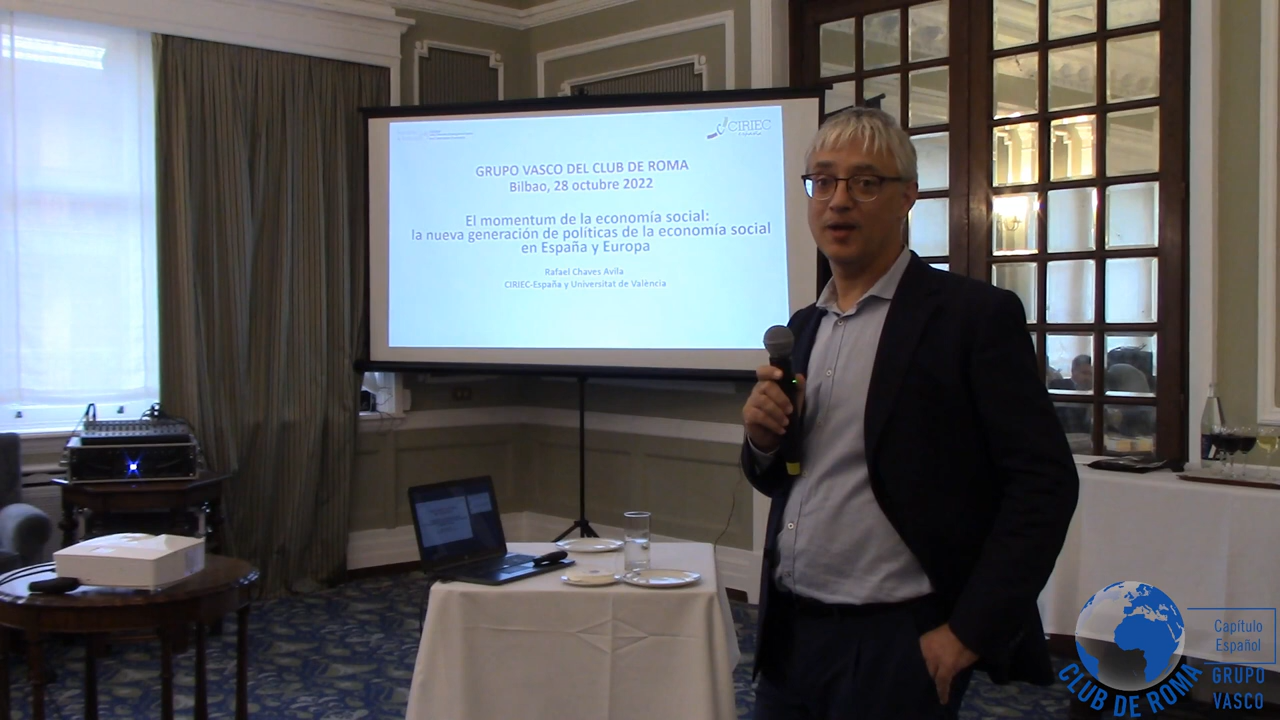 CIRIEC
GRUPO VASCO DEL CLUB DE ROMA
Bilbao, 28 octubre 2022
El momentum de la economía social:
la nueva generación de políticas de la economía social
en España y Europa
Rafael Chaves Avila
CIRIEC-España y Universitat de València
Capítulo
Español
GRUPO
VASCO
CLUB DE ROMA